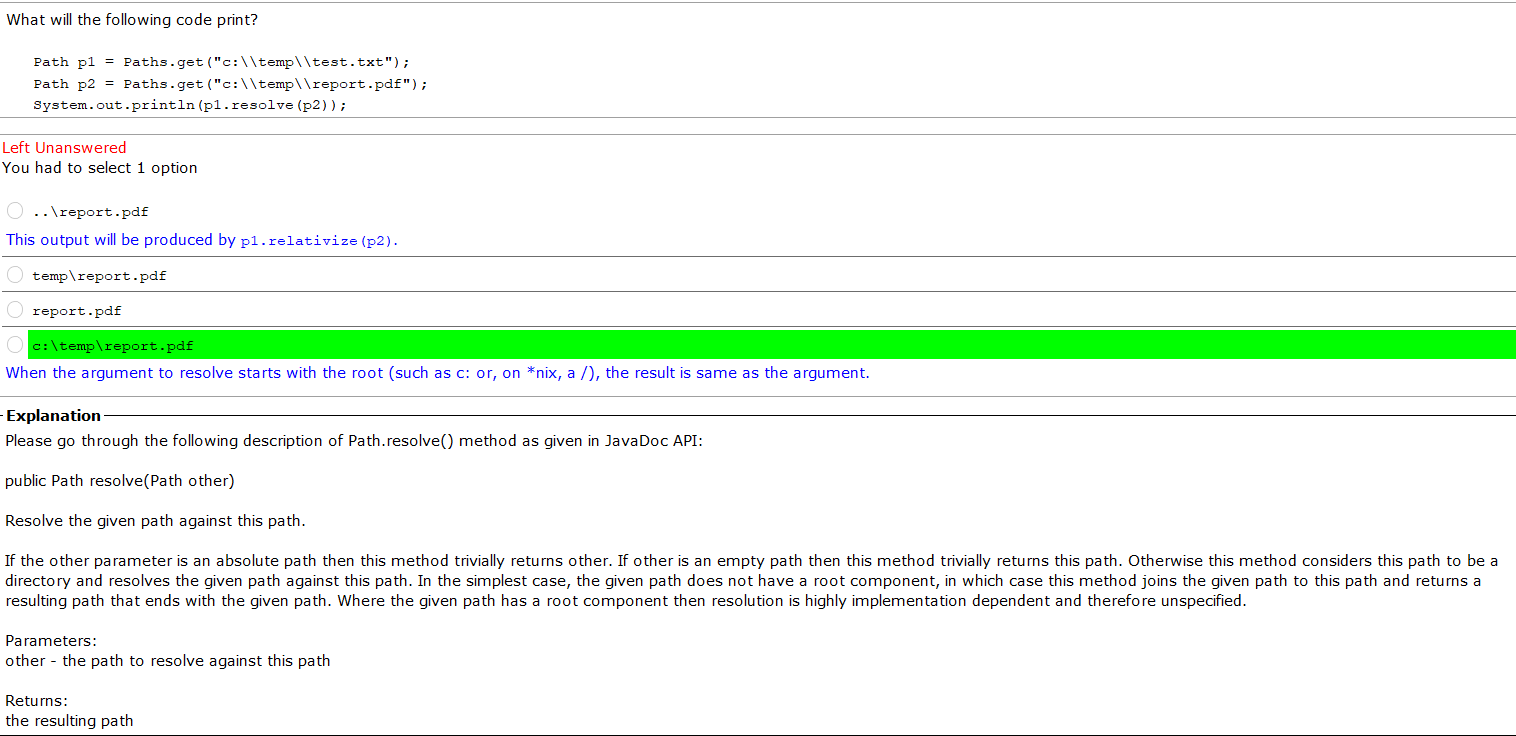 What will the following code print?
Path p1 = Paths.get("c:\\temp\\test.txt");
Path p2 = Paths.get("c:\\temp\\report.pdf");
System.out.println(p1.resolve(p2));
Left Unanswered
You had to select 1 option
..\report.pdf
This output will be produced by p1.relativize(p2).
temp\report.pdf
report.pdf
c:\temp\report.pdf
When the argument to resolve starts with the root (such as c: or, on *nix, a /), the result is same as the argument.
Explanation
Please go through the following description of Path.resolve() method as given in JavaDoc API:
public Path resolve(Path other)
Resolve the given path against this path.
If the other parameter is an absolute path then this method trivially returns other. If other is an empty path then this method trivially returns this path. Otherwise this method considers this path to be a
directory and resolves the given path against this path. In the simplest case, the given path does not have a root component, in which case this method joins the given path to this path and returns a
resulting path that ends with the given path. Where the given path has a root component then resolution is highly implementation dependent and therefore unspecified.
Parameters:
other - the path to resolve against this path
Returns:
the resulting path